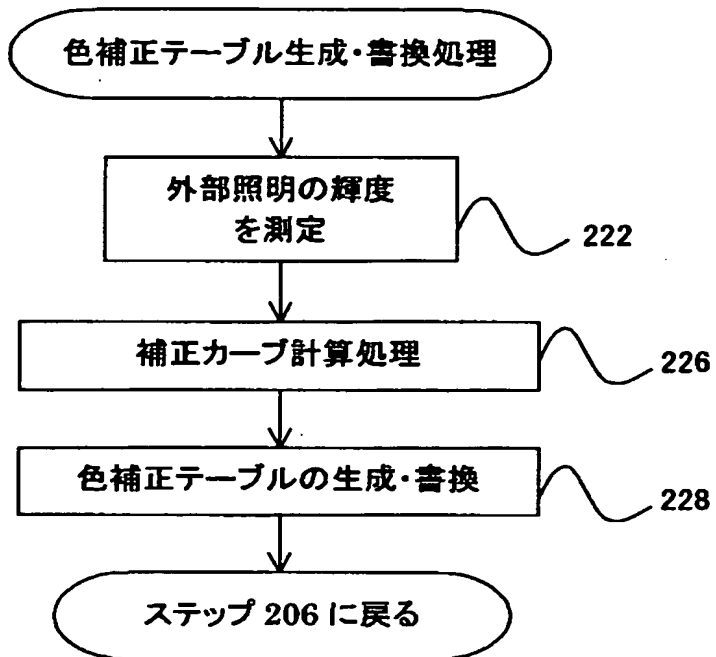 色補正テーブル生成・書換処理
外部照明の輝度
を測定
222
補正カーブ計算処理
226
色補正テーブルの生成・書換
228
ステップ 206 に戻る